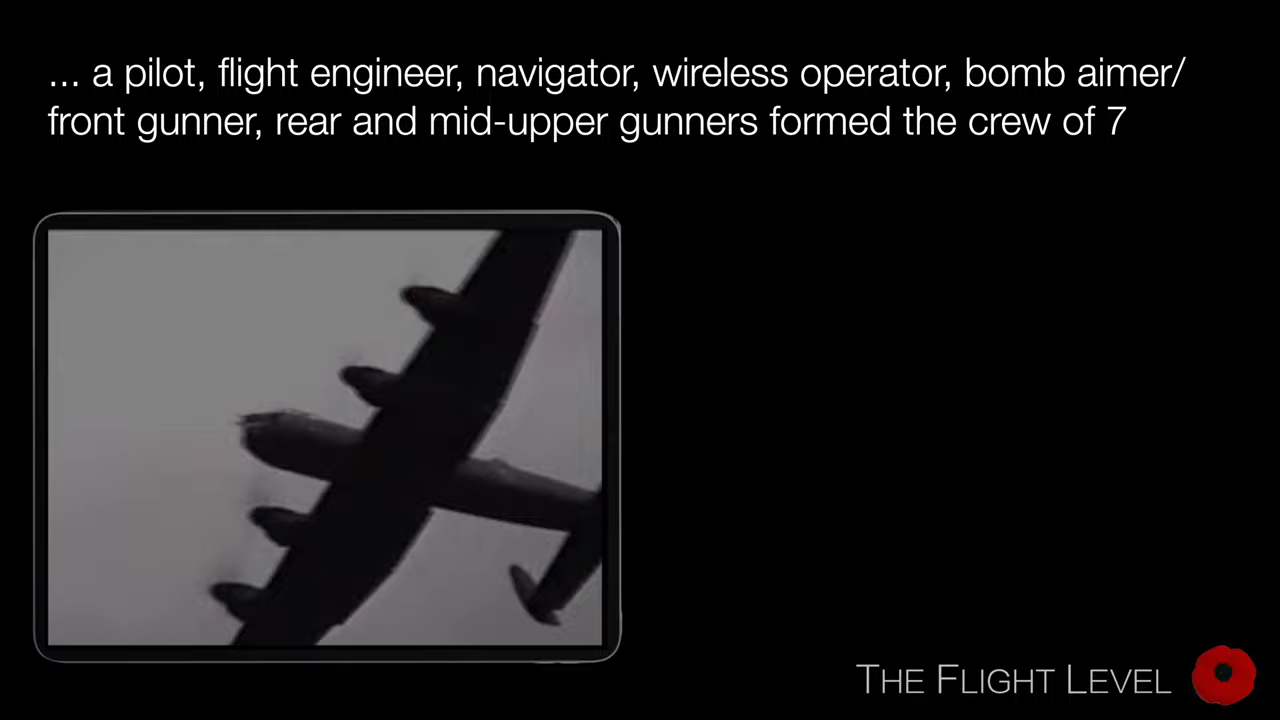 ... a pilot, flight engineer, navigator, wireless operator, bomb aimer/
front gunner, rear and mid-upper gunners formed the crew of 7
THE FLIGHT LEVEL